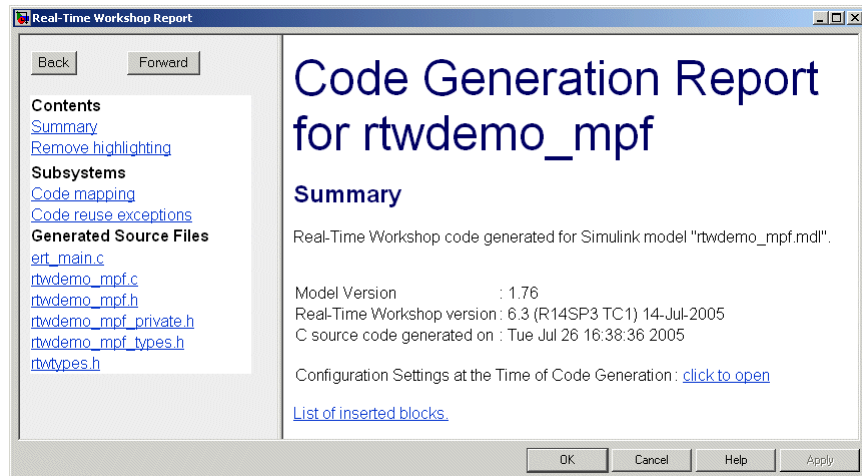 Real-Time Workshop Report
Back
Forward
Contents
Summary
Remove highlighting
Subsystems
Code mapping
Code reuse exceptions
Generated Source Files
ert_main.c
rtwdemo_mpf.c
rtwdemo_mpf.h
rtwdemo_mpf_private.h
rtwdemo_mpf_types.h
rtwtypes.h
Code Generation Report
for rtwdemo_mpf
Summary
Real-Time Workshop code generated for Simulink model "rtwdemo_mpf.mdl".
Model Version : 1.76
Real-Time Workshop version : 6.3 (R14SP3 TC1) 14-Jul-2005
C source code generated on : Tue Jul 26 16:38:36 2005
Configuration Settings at the Time of Code Generation : click to open
List of inserted blocks.
OK
Cancel
Help
Apply